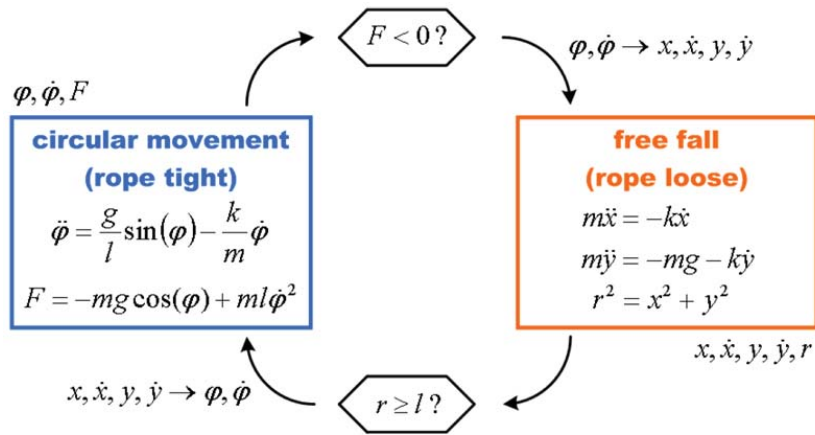 F < 0 ?
φ, φ̇ → x, ẋ, y, ẏ
φ, φ̇, F
circular movement
(rope tight)
φ̈ = g/l sin(φ) − k/m φ̇
F = −mg cos(φ) + mlφ̇²
free fall
(rope loose)
mẍ = −kẋ
mÿ = −mg − kẏ
r² = x² + y²
x, ẋ, y, ẏ, r
x, ẋ, y, ẏ → φ, φ̇
r ≥ l ?